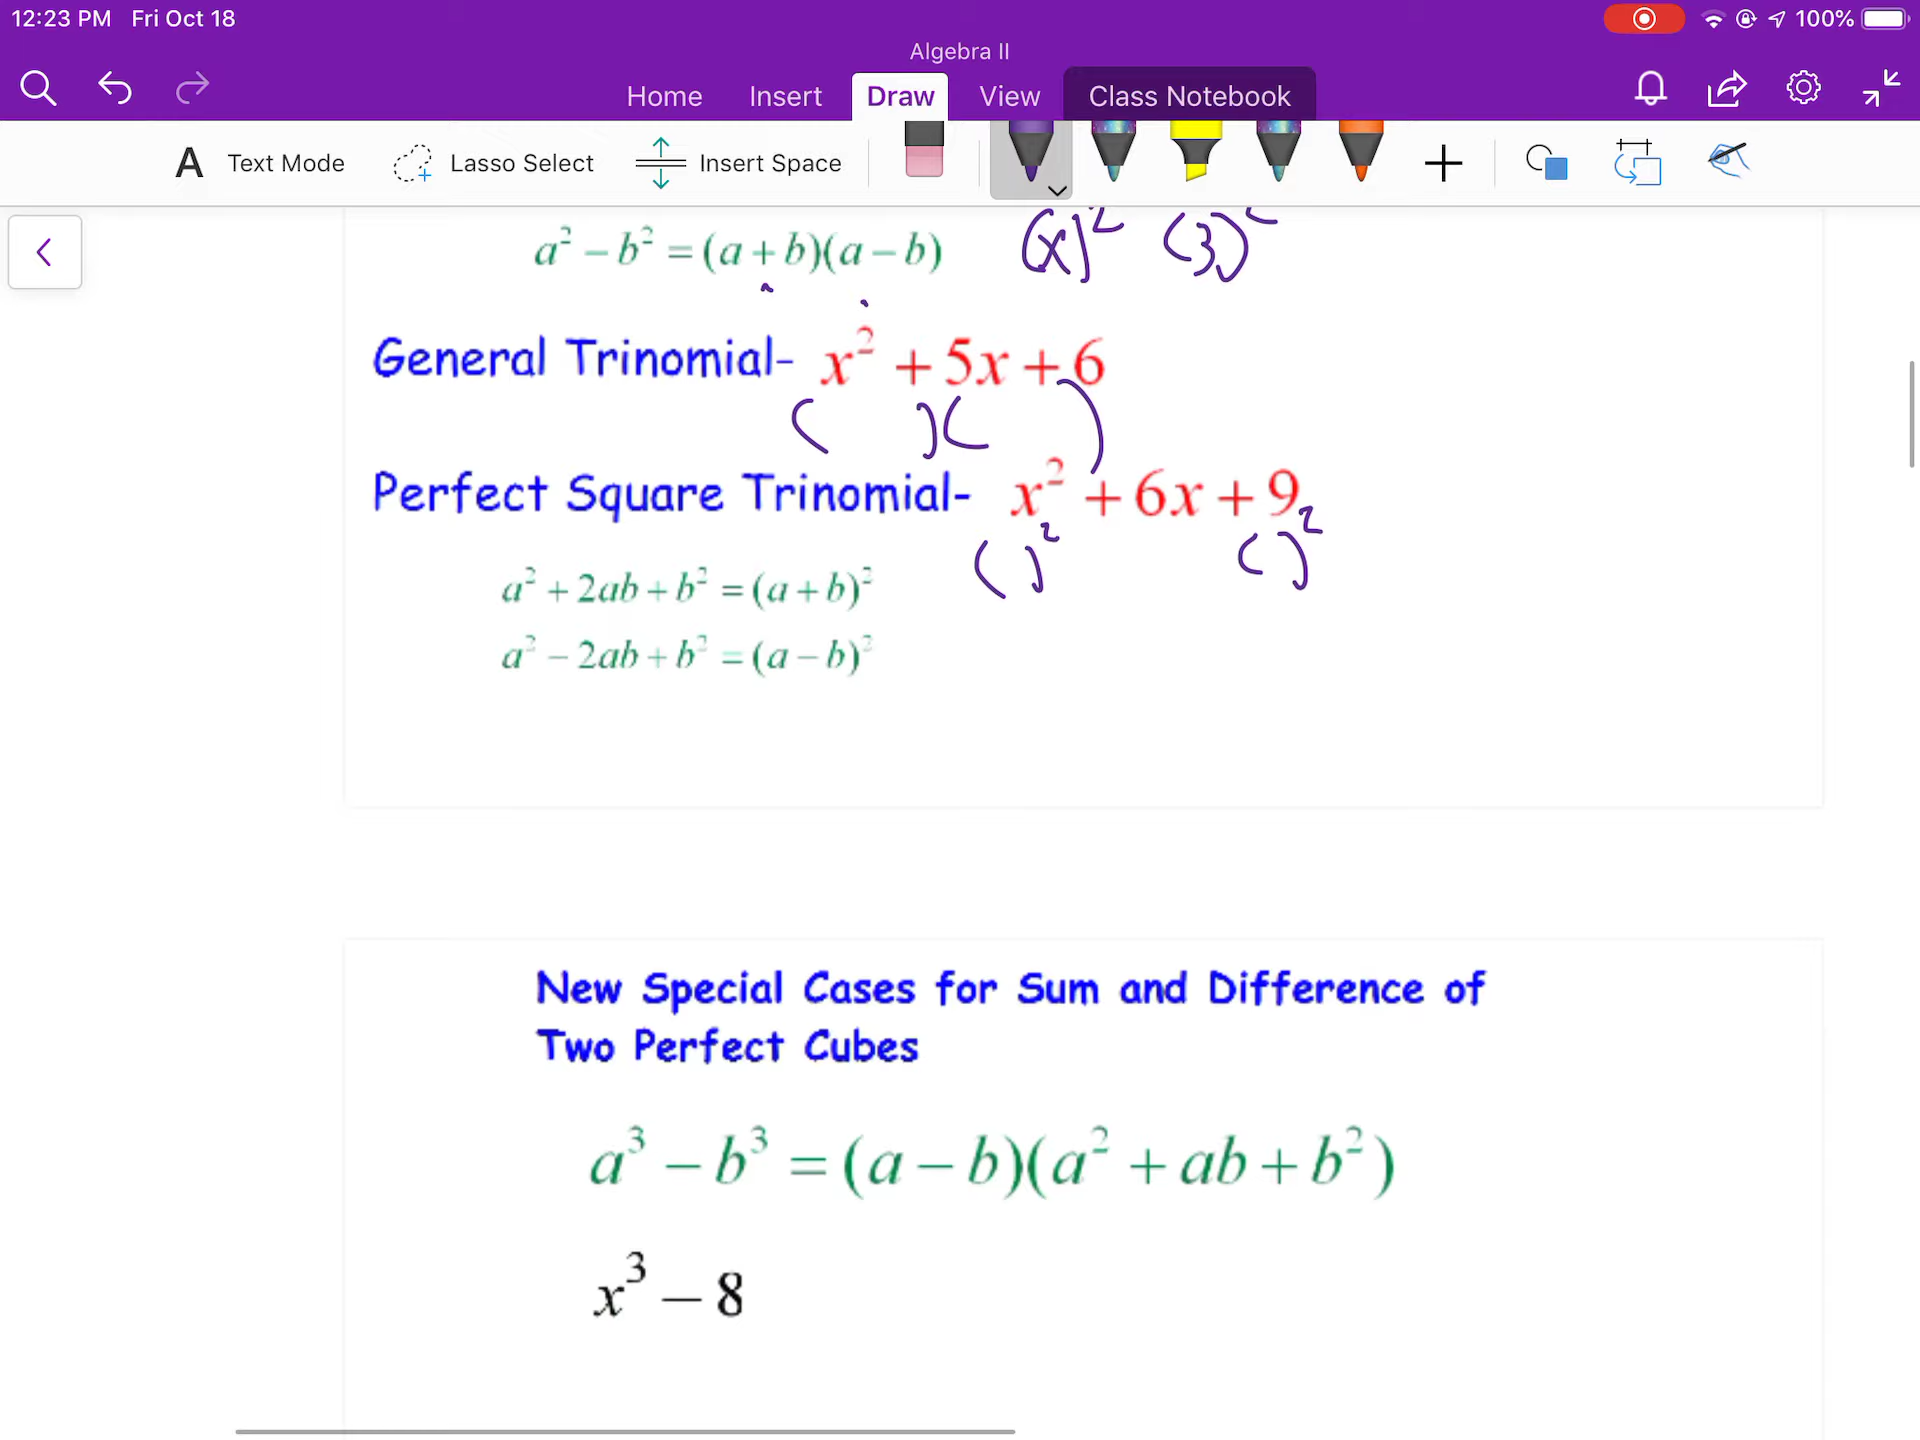 12:23 PM Fri Oct 18 100%
Algebra II
Home Insert Draw View Class Notebook
A Text Mode Lasso Select Insert Space
a² − b² = (a + b)(a − b) (x)² (3)²
General Trinomial- x² + 5x + 6
( )( )
Perfect Square Trinomial- x² + 6x + 9
( )² ( )²
a² + 2ab + b² = (a + b)²
a² − 2ab + b² = (a − b)²
New Special Cases for Sum and Difference of
Two Perfect Cubes
a³ − b³ = (a − b)(a² + ab + b²)
x³ − 8